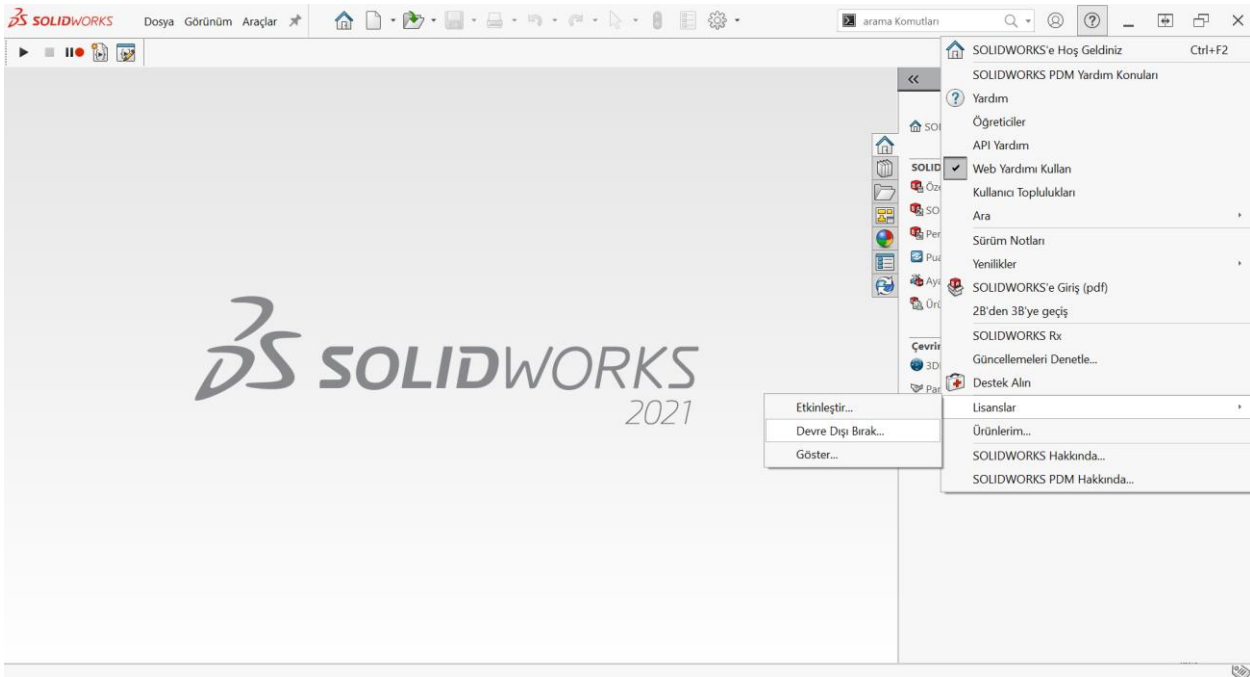 SOLIDWORKS Dosya Görünüm Araçlar arama Komutları
SOLIDWORKS'e Hoş Geldiniz Ctrl+F2
SOLIDWORKS PDM Yardım Konuları
Yardım
Öğreticiler
API Yardım
Web Yardımı Kullan
Kullanıcı Toplulukları
Ara
Sürüm Notları
Yenilikler
SOLIDWORKS'e Giriş (pdf)
2B'den 3B'ye geçiş
SOLIDWORKS Rx
Güncellemeleri Denetle...
Destek Alın
Lisanslar
Ürünlerim...
SOLIDWORKS Hakkında...
SOLIDWORKS PDM Hakkında...
Etkinleştir...
Devre Dışı Bırak...
Göster...
SOLIDWORKS
2021